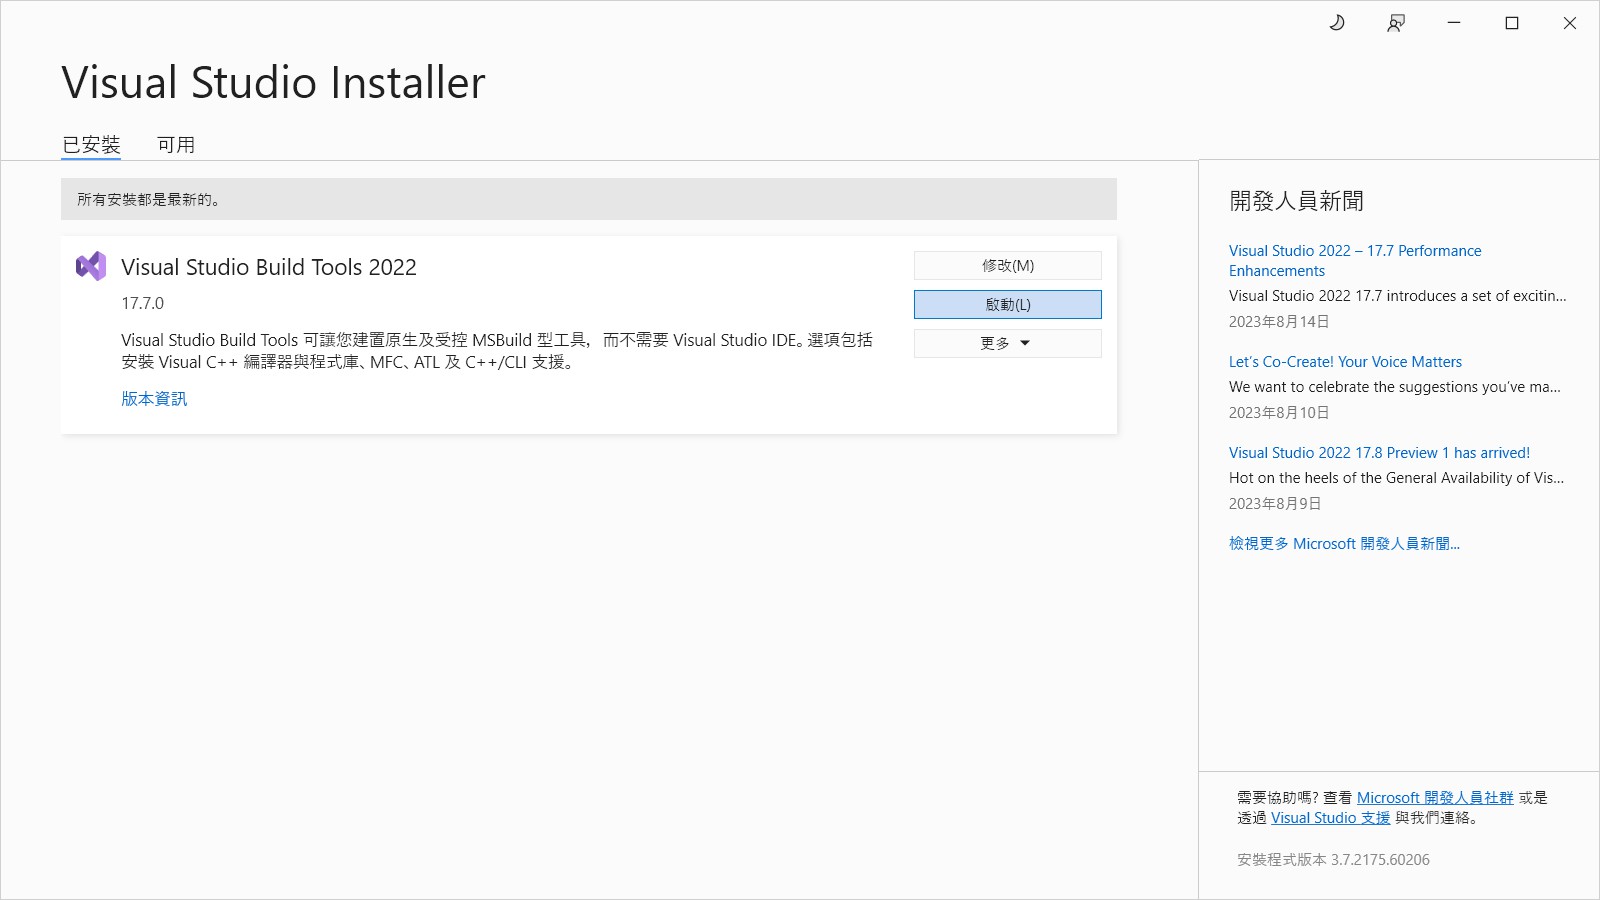 Visual Studio Installer
已安裝 可用
所有安裝都是最新的。
Visual Studio Build Tools 2022
17.7.0
Visual Studio Build Tools 可讓您建置原生及受控 MSBuild 型工具，而不需要 Visual Studio IDE。選項包括
安裝 Visual C++ 編譯器與程式庫、MFC、ATL 及 C++/CLI 支援。
版本資訊
修改(M)
啟動(L)
更多
開發人員新聞
Visual Studio 2022 – 17.7 Performance
Enhancements
Visual Studio 2022 17.7 introduces a set of excitin...
2023年8月14日
Let’s Co-Create! Your Voice Matters
We want to celebrate the suggestions you’ve ma...
2023年8月10日
Visual Studio 2022 17.8 Preview 1 has arrived!
Hot on the heels of the General Availability of Vis...
2023年8月9日
檢視更多 Microsoft 開發人員新聞...
需要協助嗎? 查看 Microsoft 開發人員社群 或是
透過 Visual Studio 支援 與我們連絡。
安裝程式版本 3.7.2175.60206